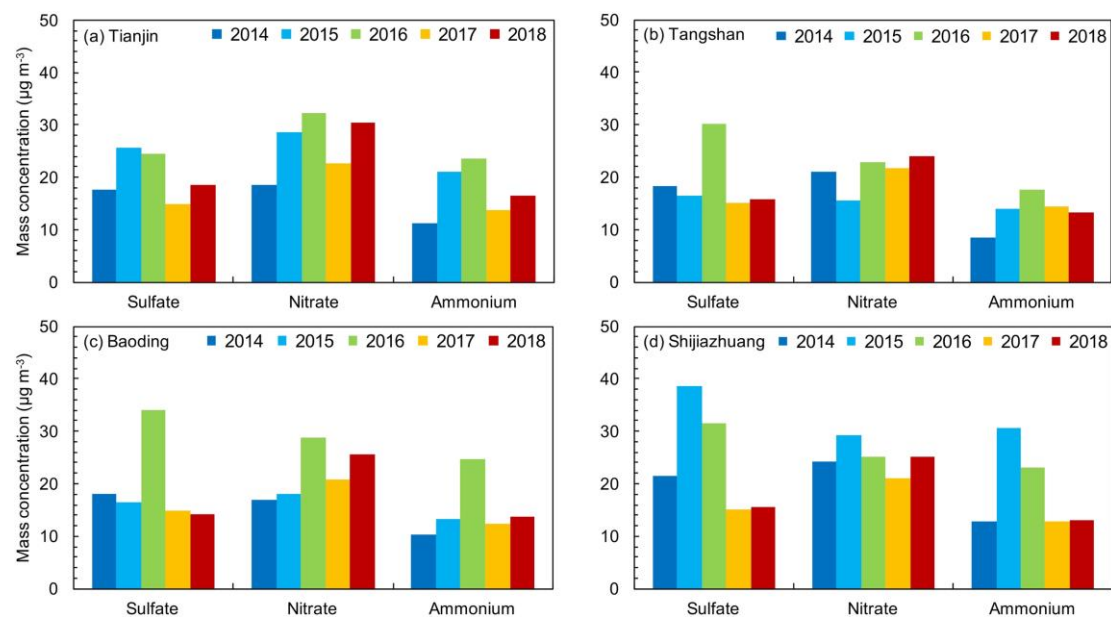 (a) Tianjin 2014 2015 2016 2017 2018
Mass concentration (μg m⁻³)
50
40
30
20
10
0
Sulfate Nitrate Ammonium
(b) Tangshan 2014 2015 2016 2017 2018
50
40
30
20
10
0
Sulfate Nitrate Ammonium
(c) Baoding 2014 2015 2016 2017 2018
Mass concentration (μg m⁻³)
50
40
30
20
10
0
Sulfate Nitrate Ammonium
(d) Shijiazhuang 2014 2015 2016 2017 2018
50
40
30
20
10
0
Sulfate Nitrate Ammonium